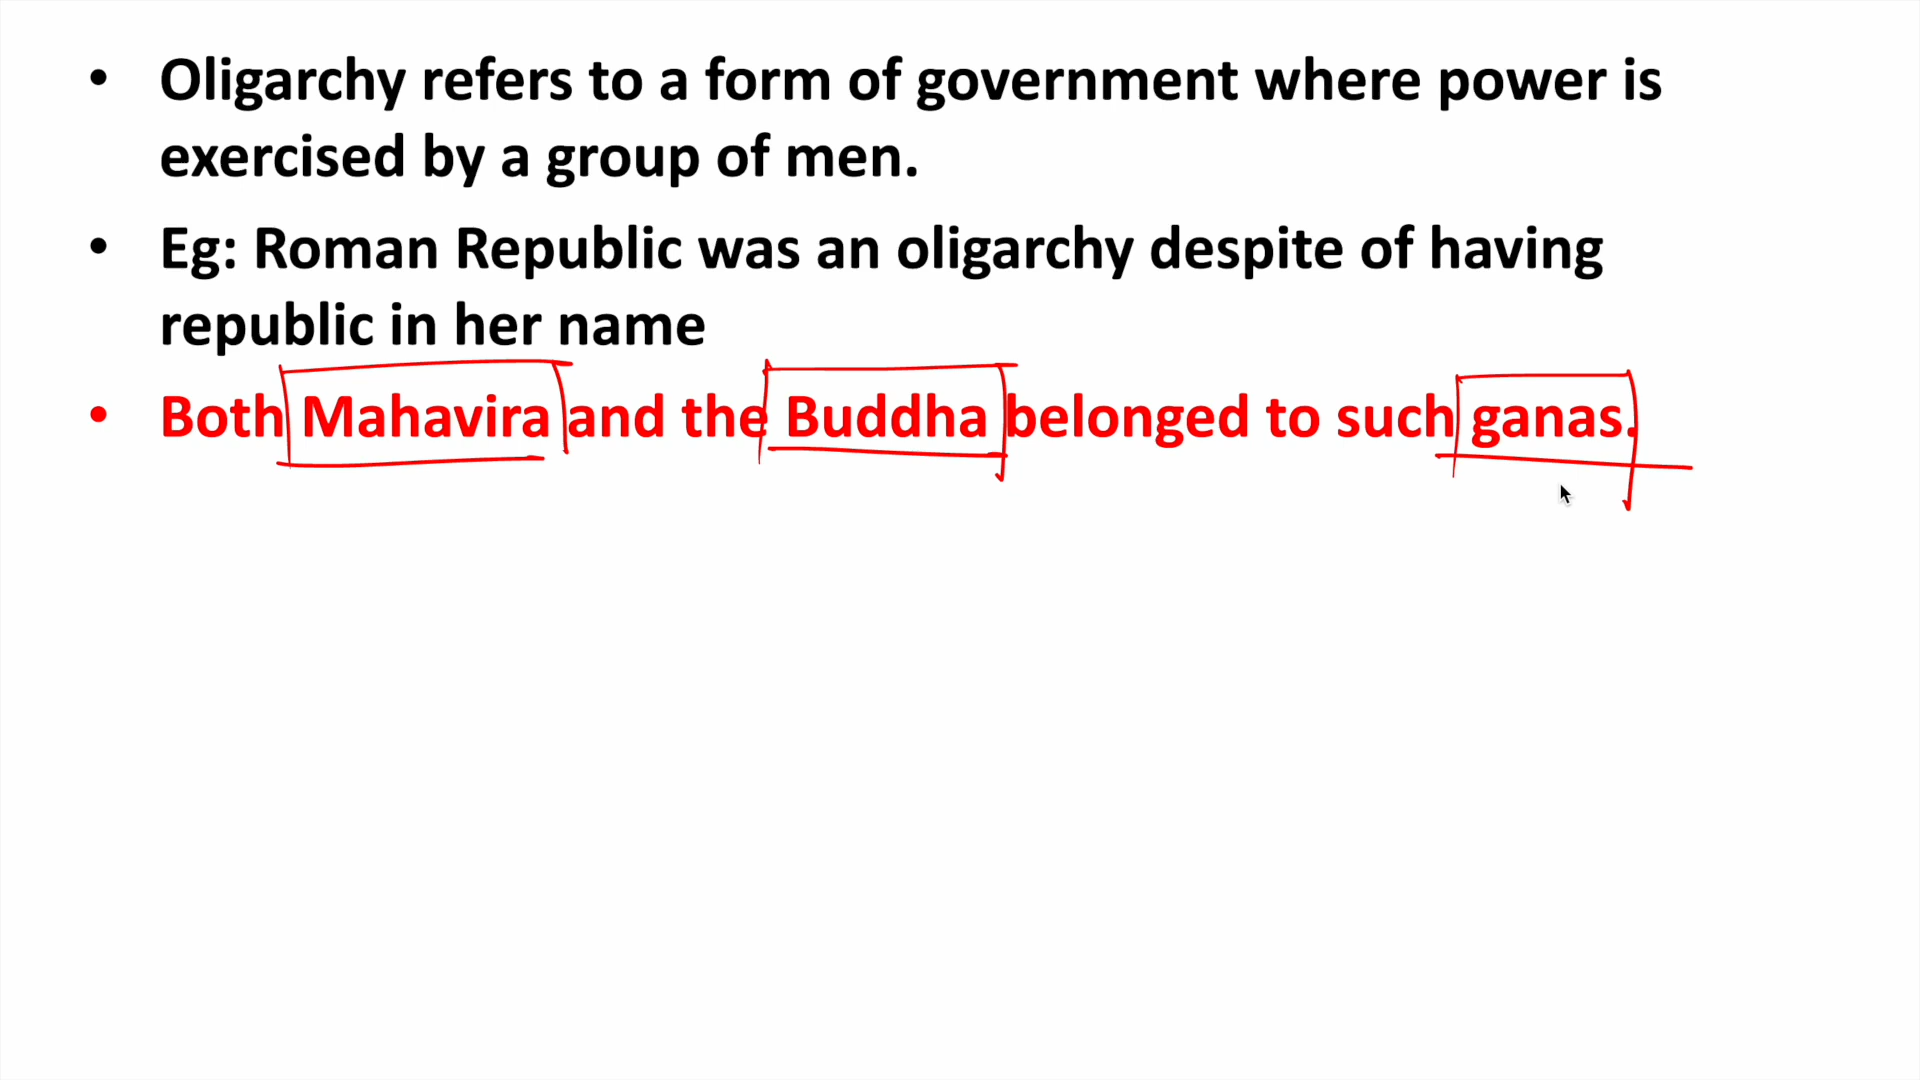 • Oligarchy refers to a form of government where power is
exercised by a group of men.
• Eg: Roman Republic was an oligarchy despite of having
republic in her name
• Both Mahavira and the Buddha belonged to such ganas.